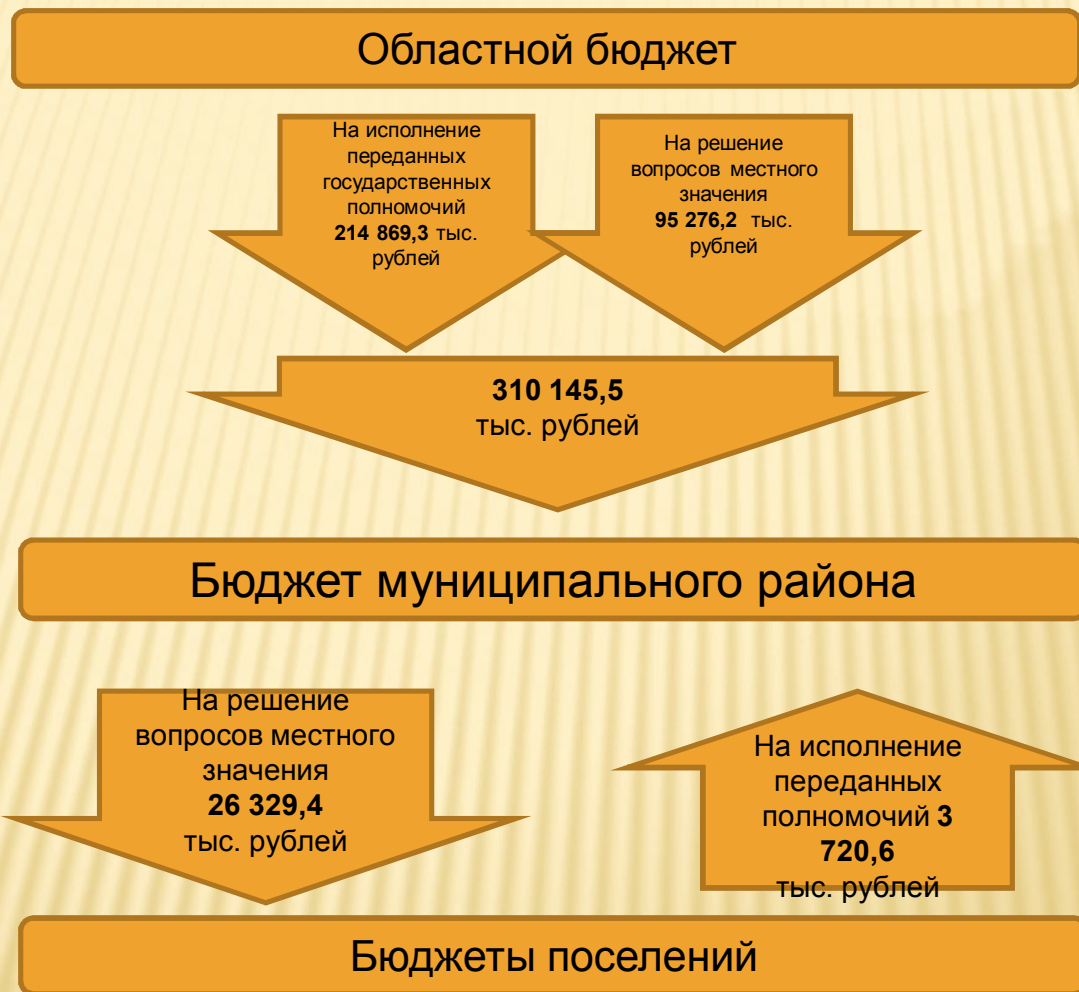 Областной бюджет
На исполнение
переданных
государственных
полномочий
214 869,3 тыс.
рублей
На решение
вопросов местного
значения
95 276,2 тыс.
рублей
310 145,5
тыс. рублей
Бюджет муниципального района
На решение
вопросов местного
значения
26 329,4
тыс. рублей
На исполнение
переданных
полномочий 3
720,6
тыс. рублей
Бюджеты поселений